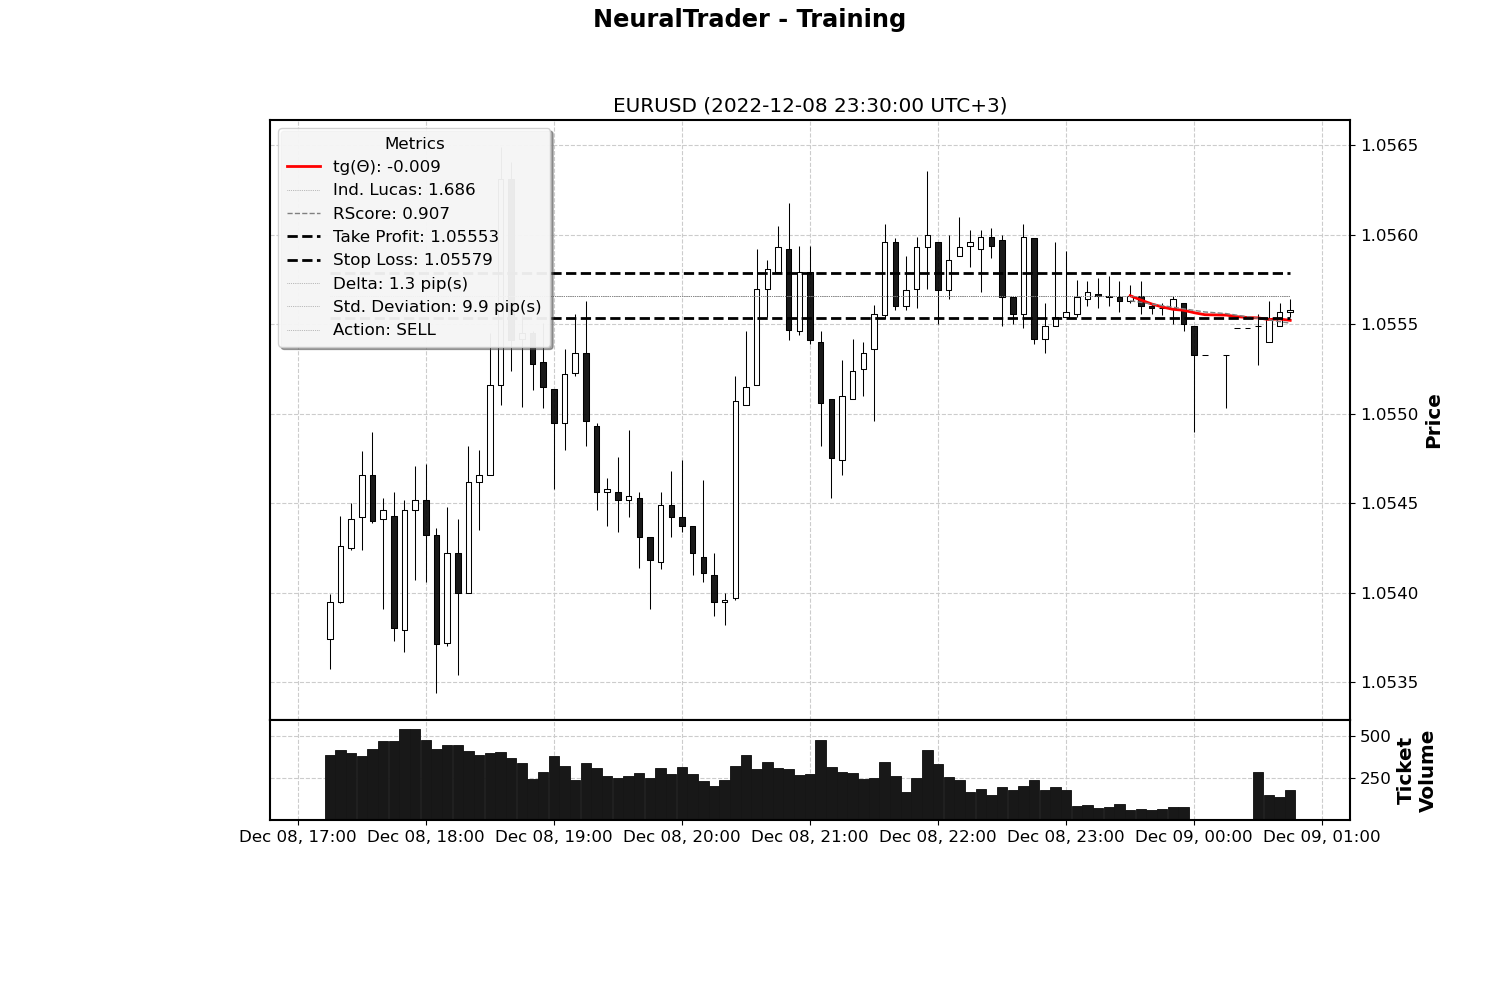 NeuralTrader - Training
EURUSD (2022-12-08 23:30:00 UTC+3)
Metrics
tg(Θ): -0.009
Ind. Lucas: 1.686
RScore: 0.907
Take Profit: 1.05553
Stop Loss: 1.05579
Delta: 1.3 pip(s)
Std. Deviation: 9.9 pip(s)
Action: SELL
1.0565
1.0560
1.0555
1.0550
1.0545
1.0540
1.0535
Price
500
250
Ticket
Volume
Dec 08, 17:00
Dec 08, 18:00
Dec 08, 19:00
Dec 08, 20:00
Dec 08, 21:00
Dec 08, 22:00
Dec 08, 23:00
Dec 09, 00:00
Dec 09, 01:00